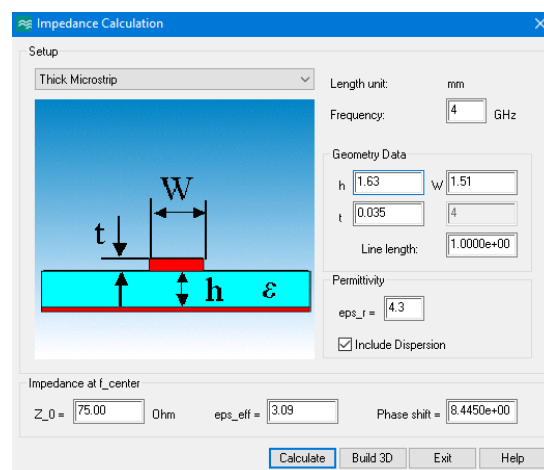 Impedance Calculation
Setup
Thick Microstrip
Length unit: mm
Frequency: 4 GHz
Geometry Data
h 1.63 W 1.51
t 0.035 4
Line length: 1.0000e+00
Permittivity
eps_r = 4.3
Include Dispersion
W
t
h ε
Impedance at f_center
Z_0 = 75.00 Ohm eps_eff = 3.09 Phase shift = 8.4450e+00
Calculate Build 3D Exit Help